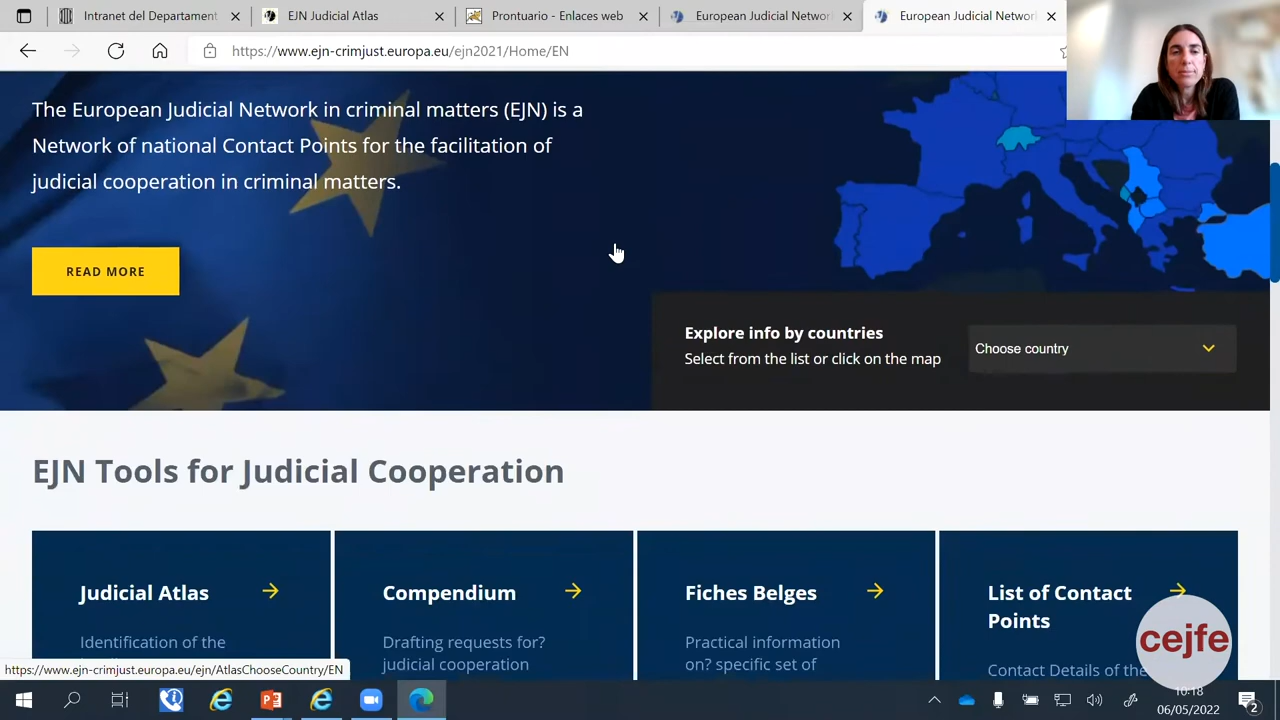 Intranet del Departament
EJN Judicial Atlas
Prontuario - Enlaces web
European Judicial Networ
European Judicial Networ
https://www.ejn-crimjust.europa.eu/ejn2021/Home/EN
The European Judicial Network in criminal matters (EJN) is a
Network of national Contact Points for the facilitation of
judicial cooperation in criminal matters.
READ MORE
Explore info by countries
Select from the list or click on the map
Choose country
EJN Tools for Judicial Cooperation
Judicial Atlas
Identification of the
Compendium
Drafting requests for?
judicial cooperation
Fiches Belges
Practical information
on? specific set of
List of Contact
Points
Contact Details of the
cejfe
https://www.ejn-crimjust.europa.eu/ejn/AtlasChooseCountry/EN
10:18
06/05/2022
2